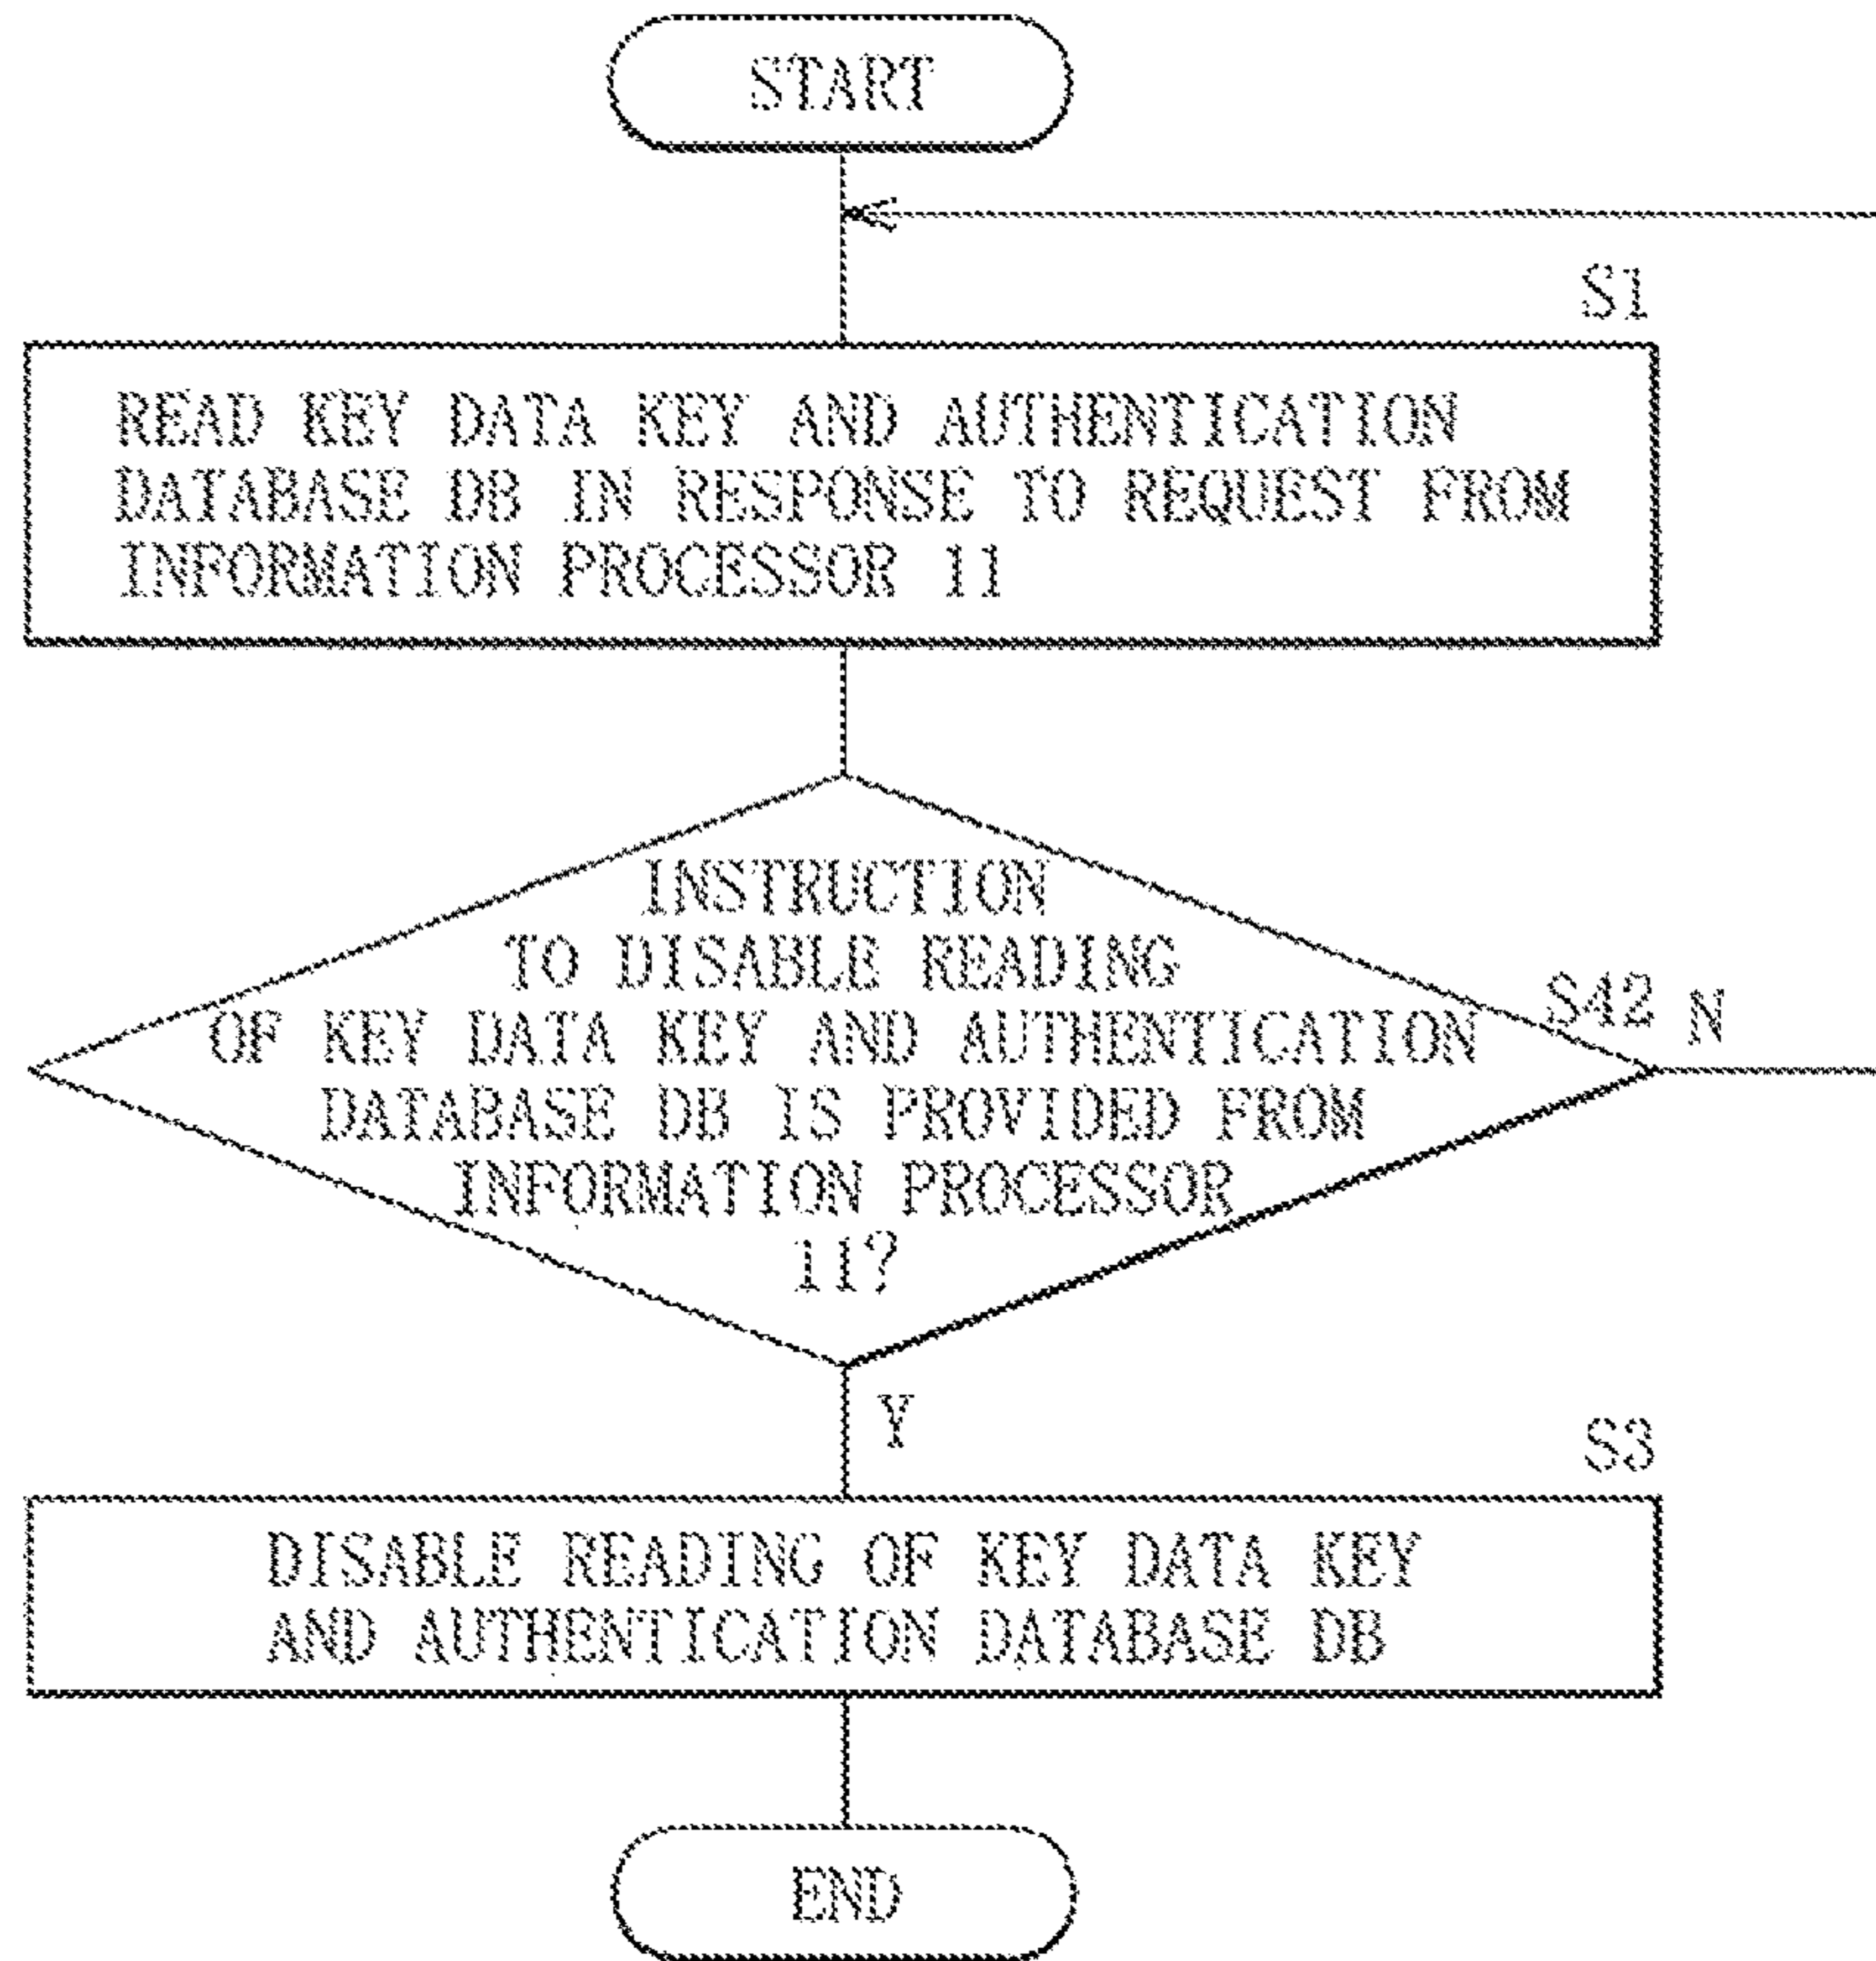 START
S1
READ KEY DATA KEY AND AUTHENTICATION
DATABASE DB IN RESPONSE TO REQUEST FROM
INFORMATION PROCESSOR 11
INSTRUCTION
TO DISABLE READING
S42 N
OF KEY DATA KEY AND AUTHENTICATION
DATABASE DB IS PROVIDED FROM
INFORMATION PROCESSOR
11?
Y
S3
DISABLE READING OF KEY DATA KEY
AND AUTHENTICATION DATABASE DB
END